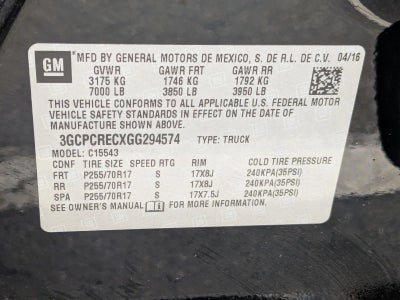 GM *MFD BY GENERAL MOTORS DE MEXICO, S. DE R.L. DE C.V. 04/16
GVWR GAWR FRT GAWR RR
3175 KG 1746 KG 1792 KG
7000 LB 3850 LB 3950 LB
THIS VEHICLE CONFORMS TO ALL APPLICABLE U.S. FEDERAL MOTOR
VEHICLE SAFETY STANDARDS IN EFFECT ON THE DATE OF
MANUFACTURE SHOWN ABOVE.
3GCPCRECXGG294574 TYPE: TRUCK
MODEL: C15543
CONF TIRE SIZE SPEED RTG RIM COLD TIRE PRESSURE
FRT P255/70R17 S 17X8J 240KPA(35PSI)
RR P255/70R17 S 17X8J 240KPA(35PSI)
SPA P255/70R17 S 17X7.5J 240KPA(35PSI)
SEE OWNER'S MANUAL FOR MORE INFORMATION.